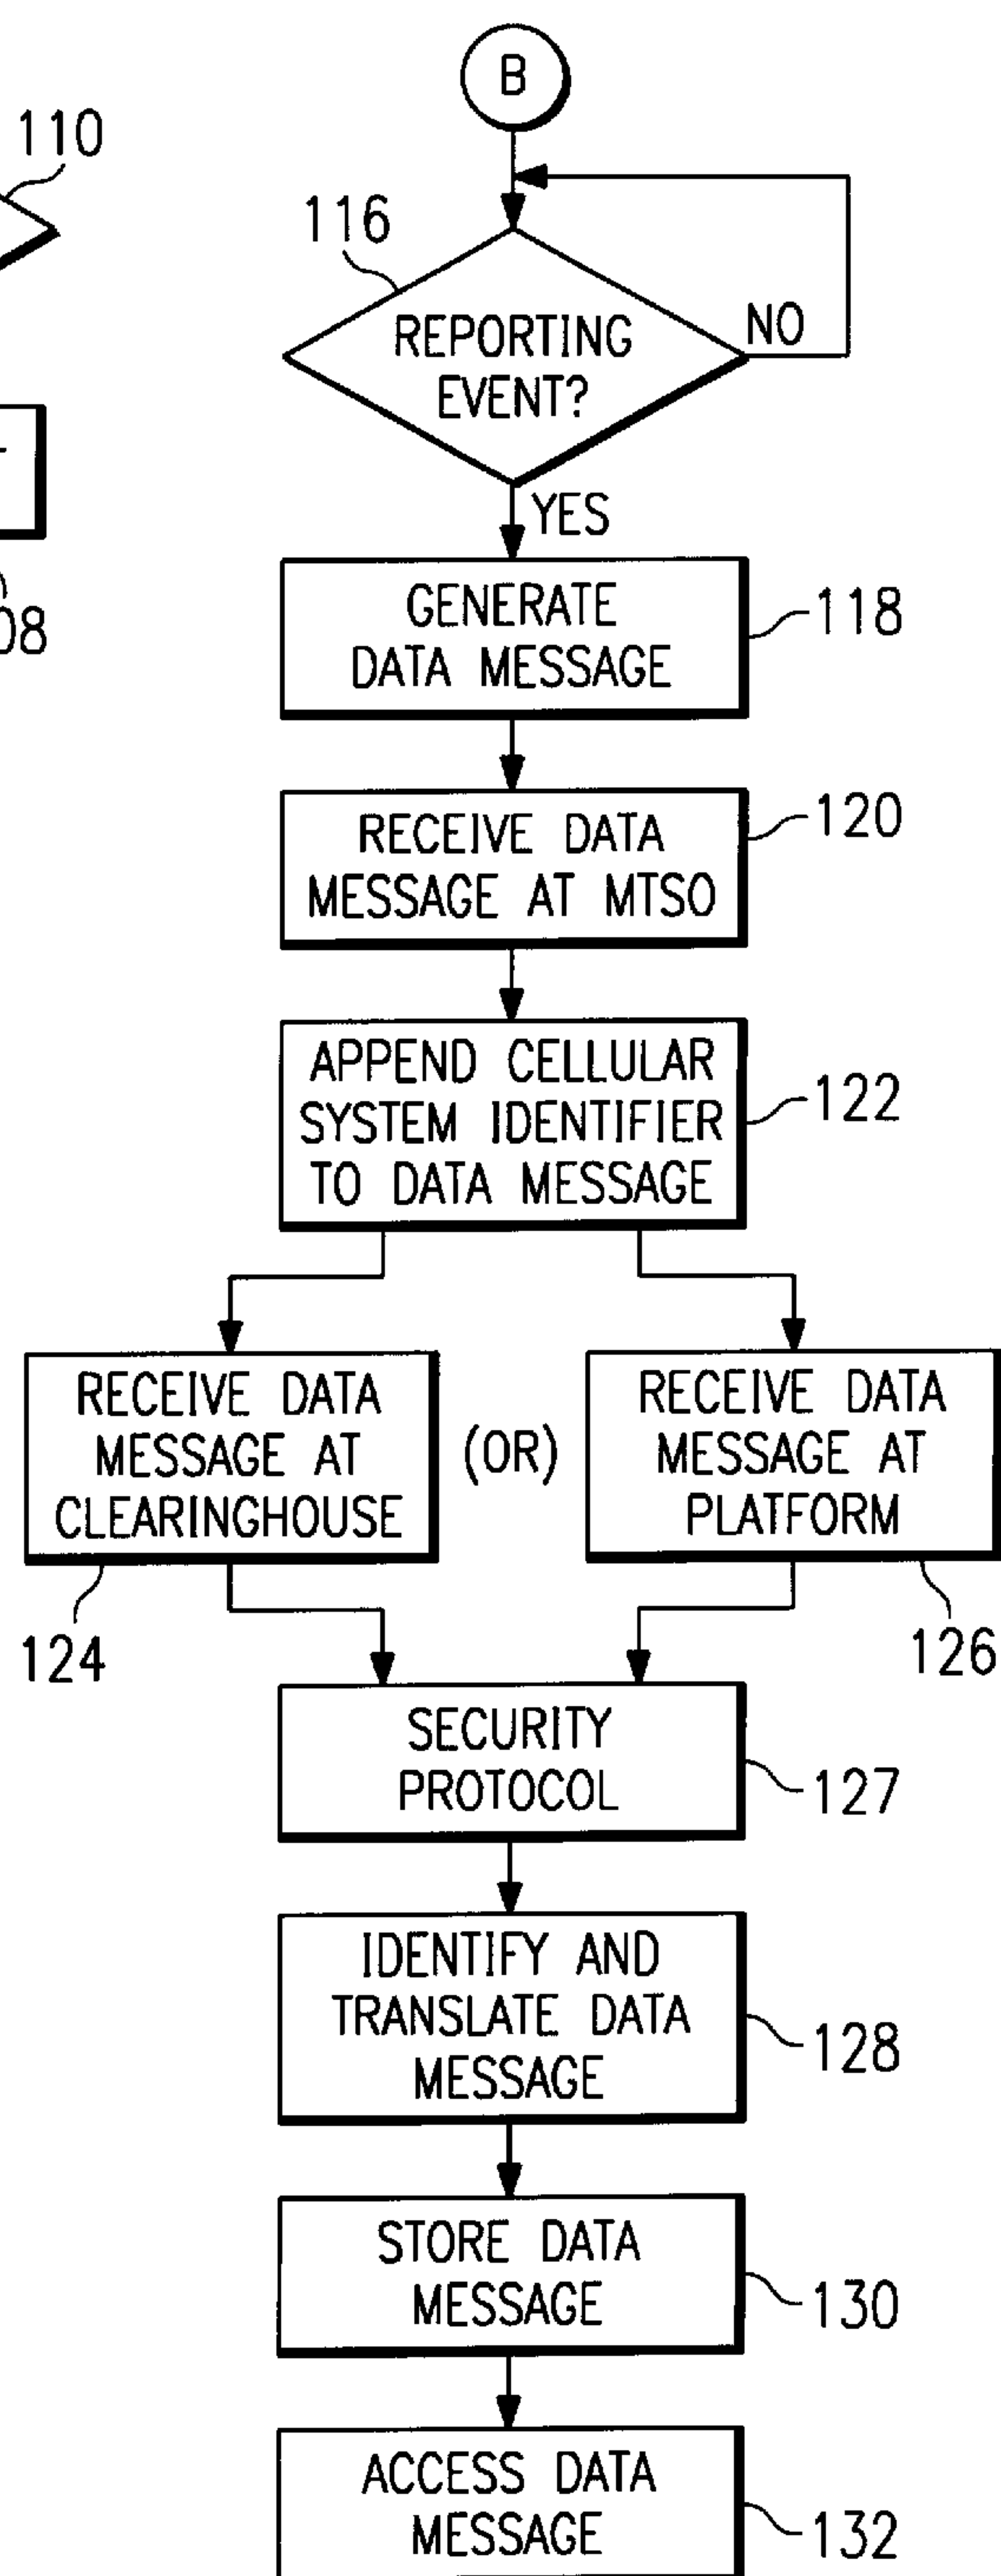 B
110
116
REPORTING
EVENT?
NO
YES
08
GENERATE
DATA MESSAGE
118
RECEIVE DATA
MESSAGE AT MTSO
120
APPEND CELLULAR
SYSTEM IDENTIFIER
TO DATA MESSAGE
122
RECEIVE DATA
MESSAGE AT
CLEARINGHOUSE
124
(OR)
RECEIVE DATA
MESSAGE AT
PLATFORM
126
SECURITY
PROTOCOL
127
IDENTIFY AND
TRANSLATE DATA
MESSAGE
128
STORE DATA
MESSAGE
130
ACCESS DATA
MESSAGE
132